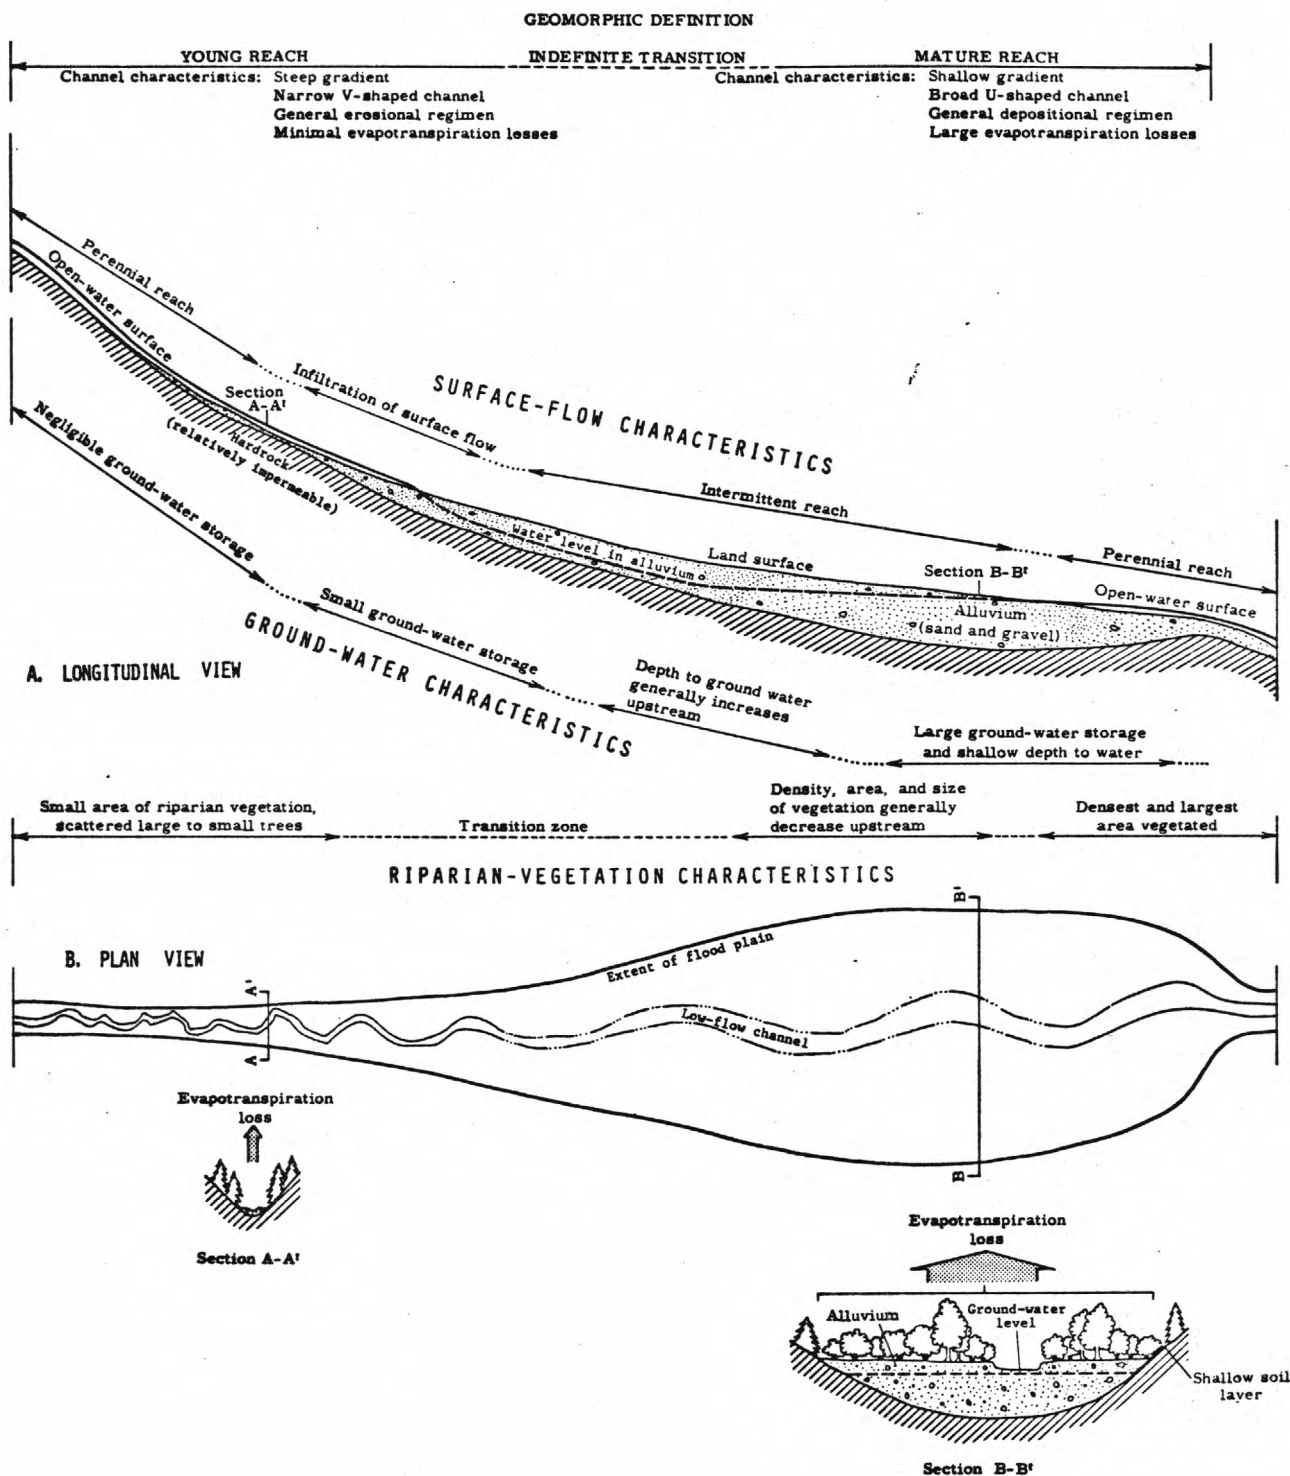 GEOMORPHIC DEFINITION
YOUNG REACH
INDEFINITE TRANSITION
MATURE REACH
Channel characteristics: Steep gradient
Narrow V-shaped channel
General erosional regimen
Minimal evapotranspiration losses
Channel characteristics: Shallow gradient
Broad U-shaped channel
General depositional regimen
Large evapotranspiration losses
Perennial reach
Open-water surface
Infiltration of surface flow
SURFACE-FLOW CHARACTERISTICS
Section
A-A'
Negligible ground-water storage
Hardrock
(relatively impermeable)
Intermittent reach
Water level in alluvium
Land surface
Section B-B'
Perennial reach
Open-water surface
Alluvium
(sand and gravel)
Small ground-water storage
GROUND-WATER CHARACTERISTICS
A. LONGITUDINAL VIEW
Depth to ground water
generally increases
upstream
Large ground-water storage
and shallow depth to water
Small area of riparian vegetation,
scattered large to small trees
Transition zone
Density, area, and size
of vegetation generally
decrease upstream
Densest and largest
area vegetated
RIPARIAN-VEGETATION CHARACTERISTICS
B. PLAN VIEW
Extent of flood plain
B'
A'
Low-flow channel
A
B
Evapotranspiration
loss
Section A-A'
Evapotranspiration
loss
Alluvium
Ground-water
level
Shallow soil
layer
Section B-B'